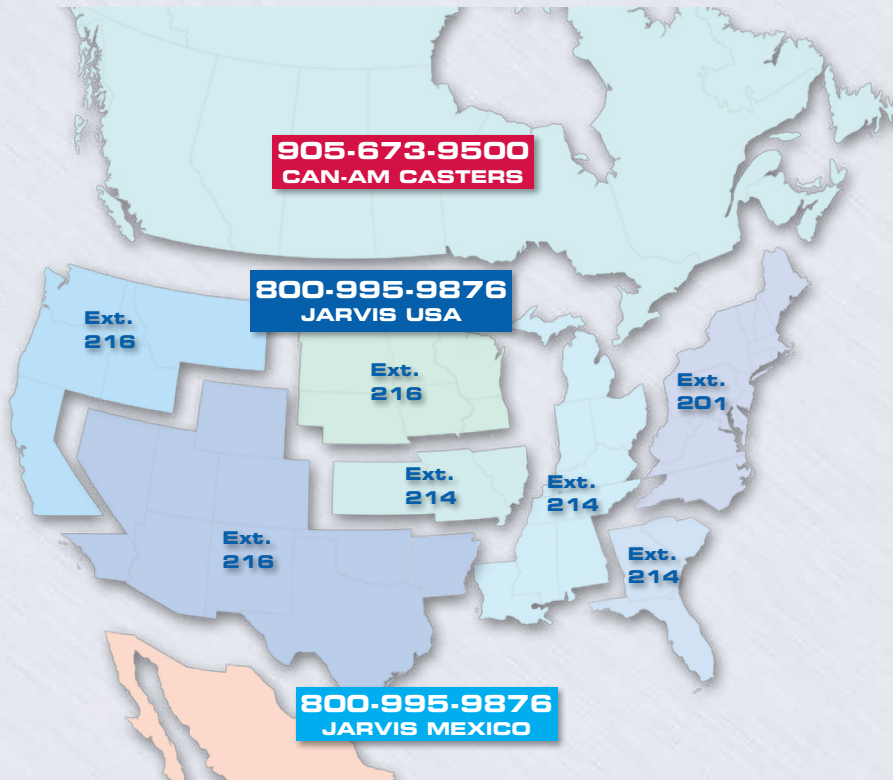 905-673-9500
CAN-AM CASTERS
800-995-9876
JARVIS USA
Ext.
216
Ext.
216
Ext.
201
Ext.
214
Ext.
214
Ext.
216
Ext.
214
800-995-9876
JARVIS MEXICO